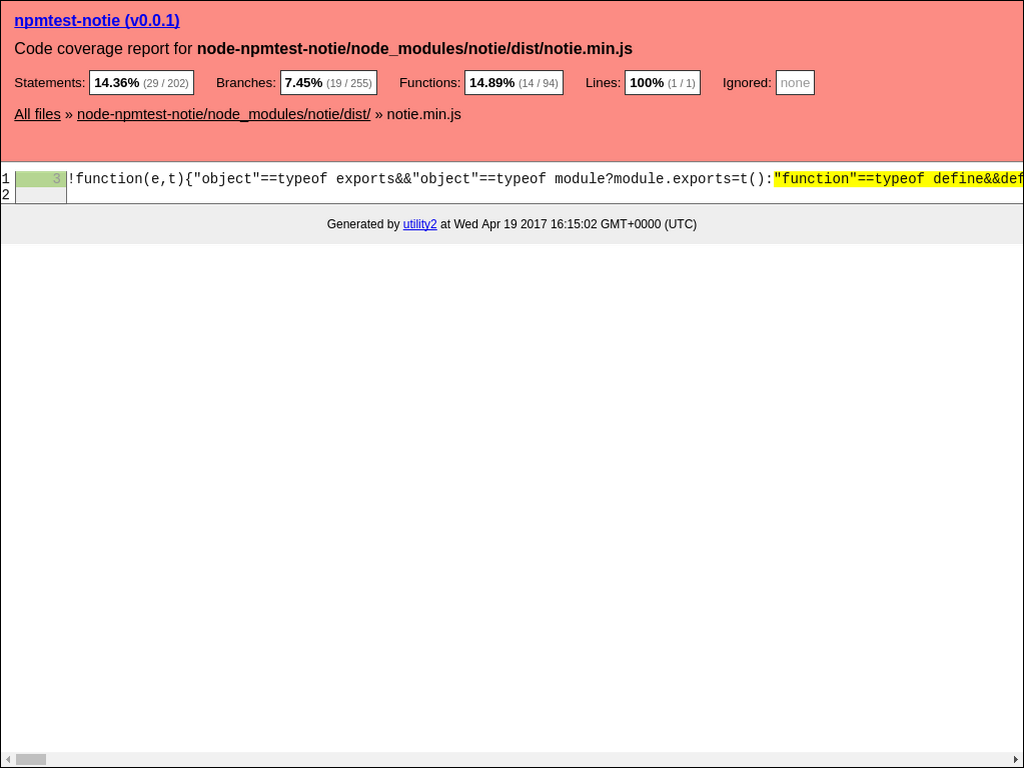 npmtest-notie (v0.0.1)
Code coverage report for node-npmtest-notie/node_modules/notie/dist/notie.min.js
Statements: 14.36% (29 / 202) Branches: 7.45% (19 / 255) Functions: 14.89% (14 / 94) Lines: 100% (1 / 1) Ignored: none
All files » node-npmtest-notie/node_modules/notie/dist/ » notie.min.js
1 3 !function(e,t){"object"==typeof exports&&"object"==typeof module?module.exports=t():"function"==typeof define&&def
2
Generated by utility2 at Wed Apr 19 2017 16:15:02 GMT+0000 (UTC)